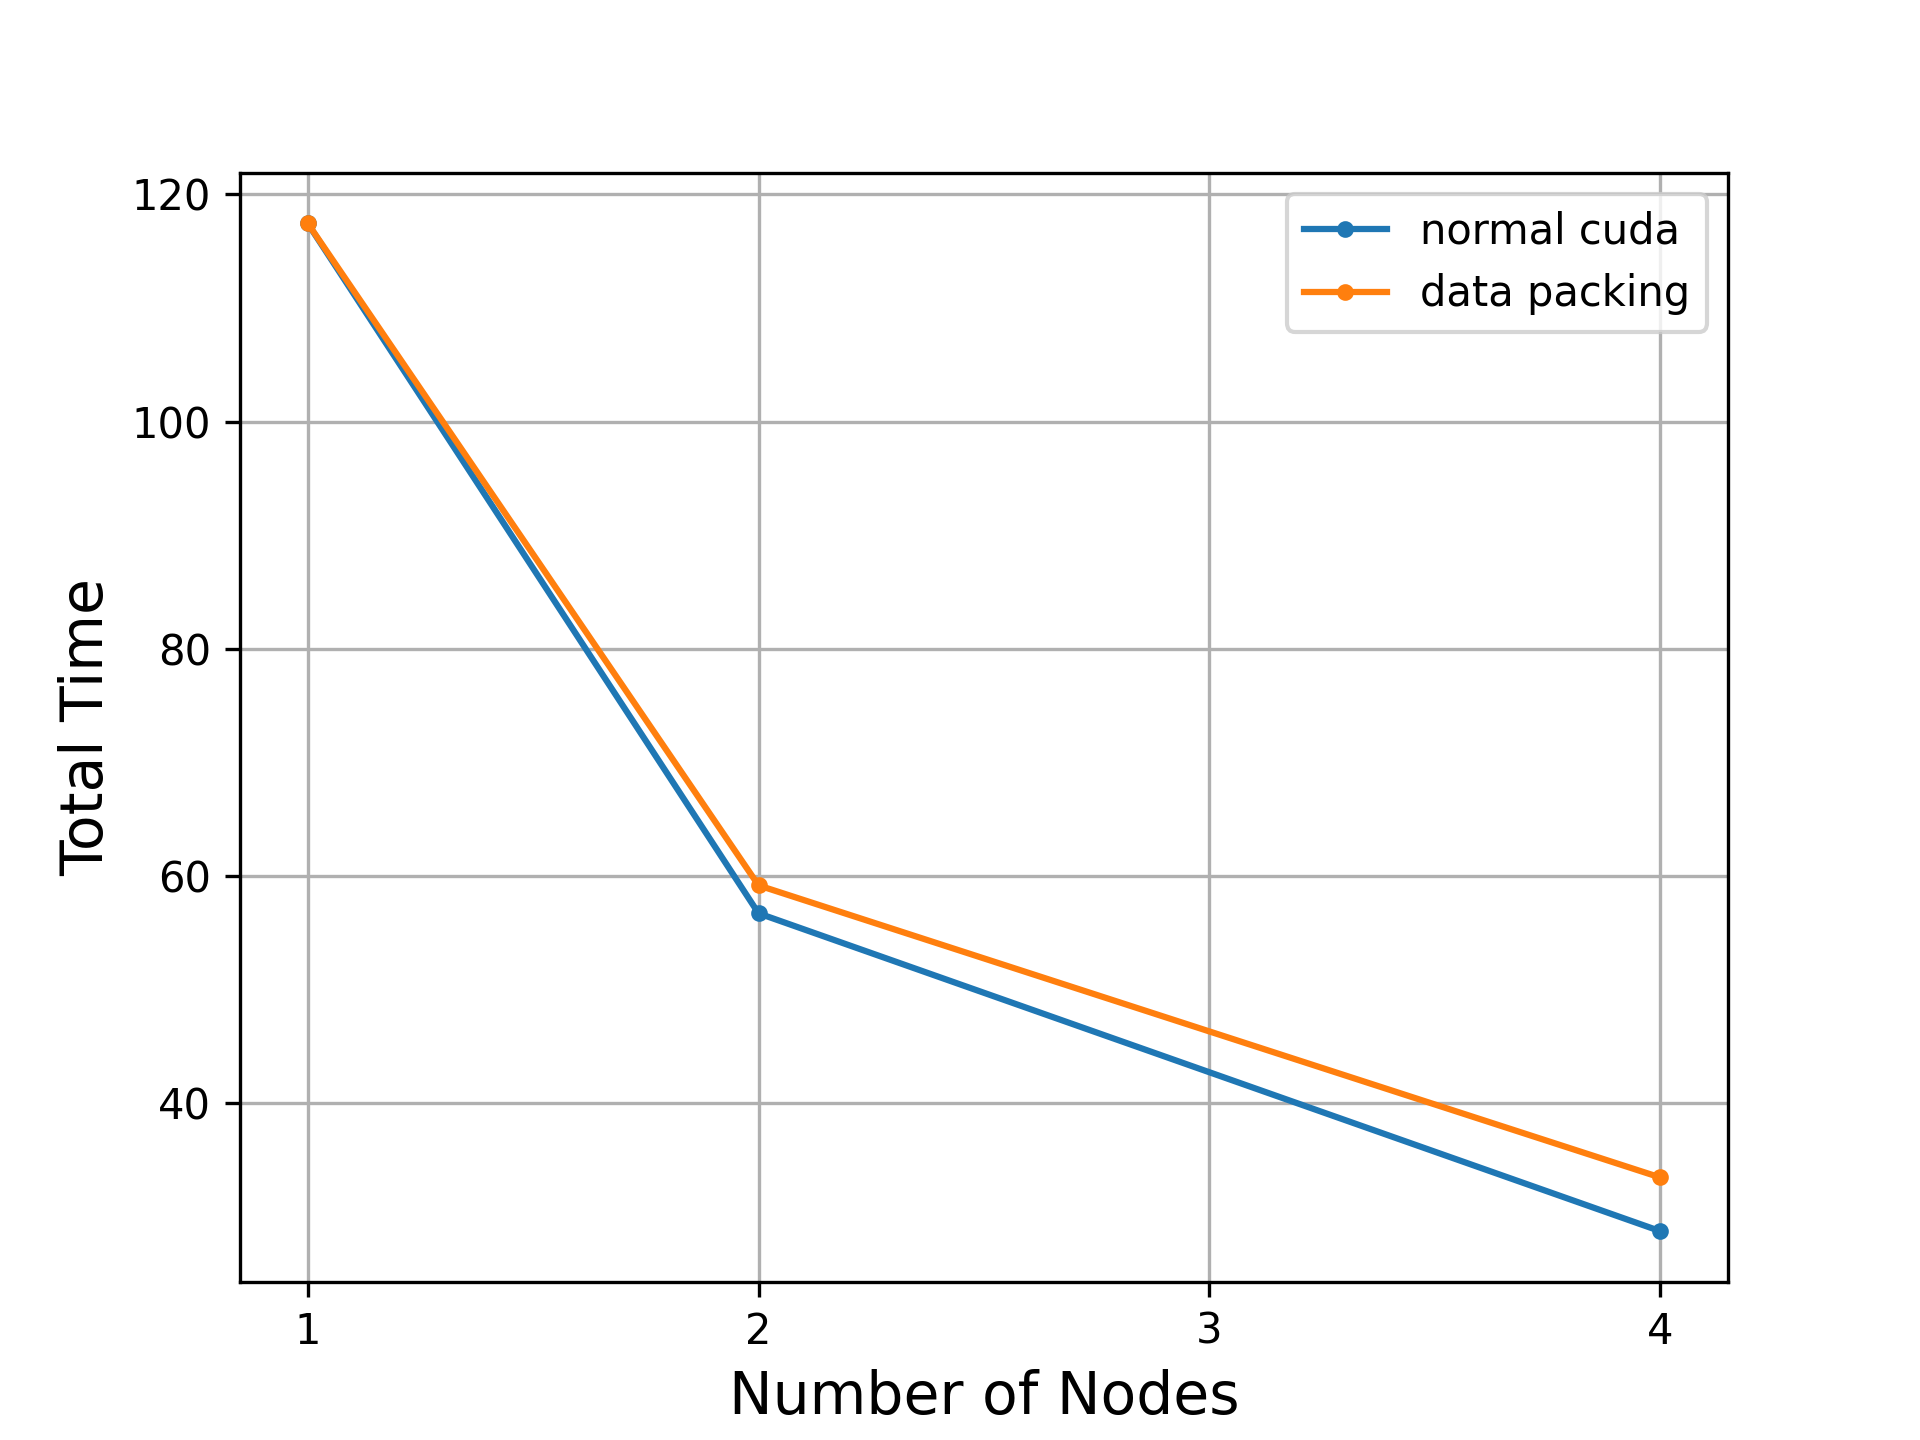 120
100
80
60
40
Total Time
normal cuda
data packing
1 2 3 4
Number of Nodes